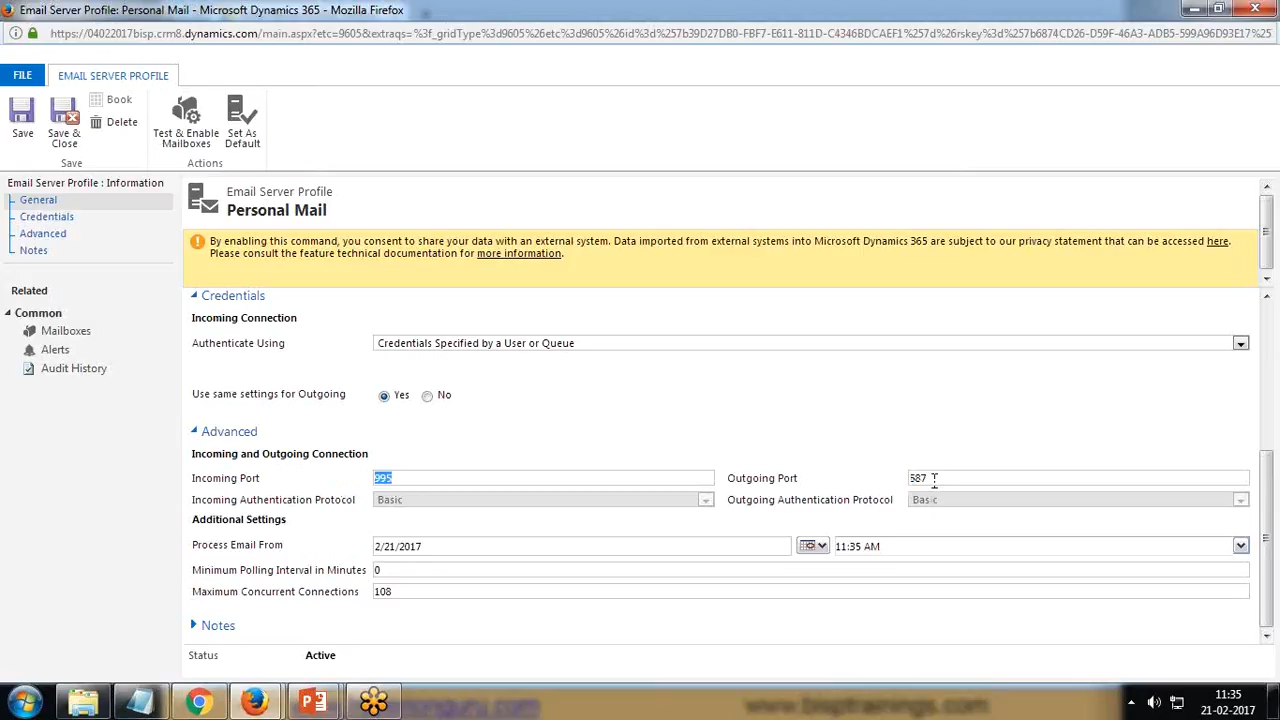 Email Server Profile: Personal Mail - Microsoft Dynamics 365 - Mozilla Firefox
https://04022017bisp.crm8.dynamics.com/main.aspx?etc=9605&extraqs=%3f_gridType%3d9605%26etc%3d9605%26id%3d%257b39D27DB0-FBF7-E611-811D-C4346BDCAEF1%257d%26rskey%3d%257b6874CD26-D59F-46A3-ADB5-599A96D93E17%25
FILE
EMAIL SERVER PROFILE
Save
Save & Close
Book
Delete
Test & Enable Mailboxes
Set As Default
Save
Actions
Email Server Profile : Information
General
Credentials
Advanced
Notes
Related
Common
Mailboxes
Alerts
Audit History
Email Server Profile
Personal Mail
By enabling this command, you consent to share your data with an external system. Data imported from external systems into Microsoft Dynamics 365 are subject to our privacy statement that can be accessed here.
Please consult the feature technical documentation for more information.
Credentials
Incoming Connection
Authenticate Using Credentials Specified by a User or Queue
Use same settings for Outgoing Yes No
Advanced
Incoming and Outgoing Connection
Incoming Port 995 Outgoing Port 587
Incoming Authentication Protocol Basic Outgoing Authentication Protocol Basic
Additional Settings
Process Email From 2/21/2017 11:35 AM
Minimum Polling Interval in Minutes 0
Maximum Concurrent Connections 108
Notes
Status Active
www.bisptrainings.com
11:35
21-02-2017